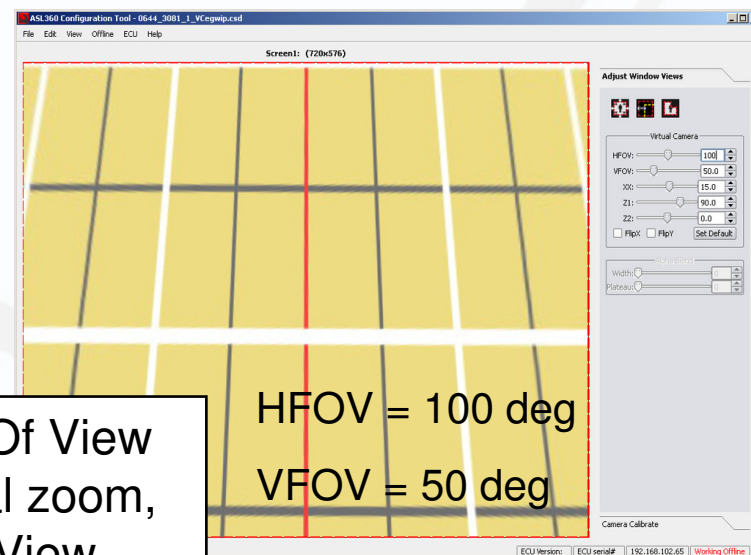 ASL360 Configuration Tool - 0644_3081_1_VCegwip.csd
File Edit View Offline ECU Help
Screen1: (720x576)
Adjust Window Views
Virtual Camera
HFOV: 100
VFOV: 50.0
XX: 15.0
Z1: 90.0
Z2: 0.0
FlipX FlipY Set Default
Width: 0
Plateau: 0
HFOV = 100 deg
VFOV = 50 deg
Of View
al zoom,
View
Camera Calibrate
ECU Version: ECU serial# 192.168.102.65 Working Offline